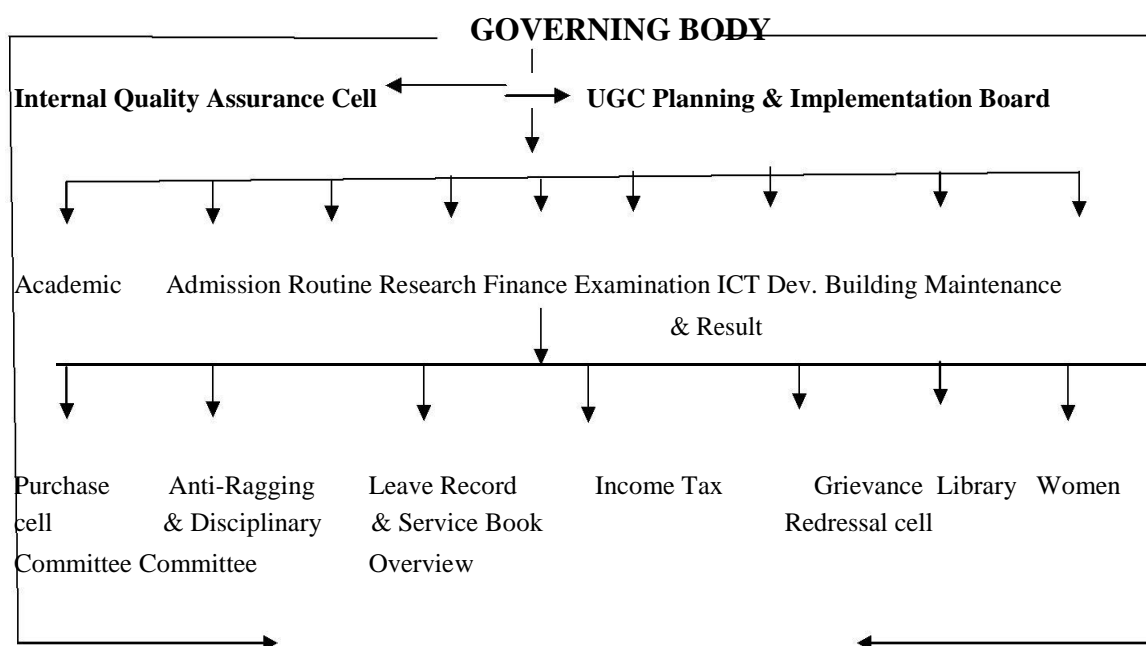 GOVERNING BODY
Internal Quality Assurance Cell UGC Planning & Implementation Board
Academic Admission Routine Research Finance Examination ICT Dev. Building Maintenance
& Result
Purchase Anti-Ragging Leave Record Income Tax Grievance Library Women
cell & Disciplinary & Service Book Redressal cell
Committee Committee Overview